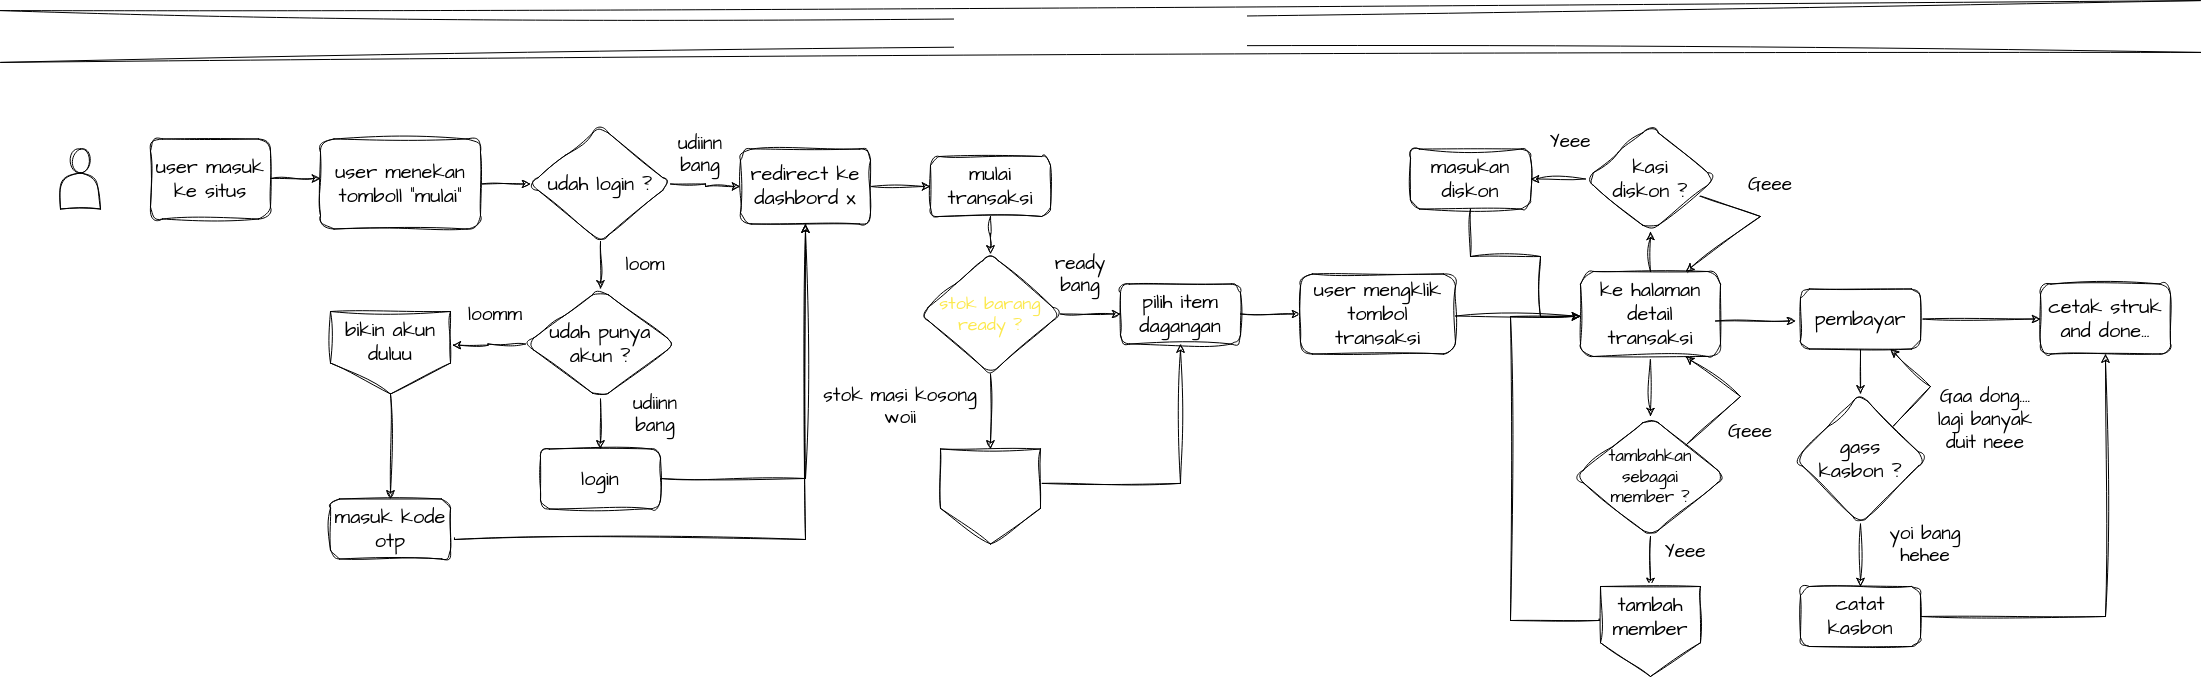 user masuk
ke situs
user menekan
tomboll "mulai"
udah login ?
udiinn
bang
redirect ke
dashbord x
mulai
transaksi
loom
udah punya
akun ?
loomm
bikin akun
duluu
masuk kode
otp
udiinn
bang
login
stok barang
ready ?
ready
bang
stok masi kosong
woii
pilih item
dagangan
user mengklik
tombol
transaksi
masukan
diskon
Yeee
kasi
diskon ?
Geee
ke halaman
detail
transaksi
tambahkan
sebagai
member ?
Geee
Yeee
tambah
member
pembayar
gass
kasbon ?
Gaa dong....
lagi banyak
duit neee
yoi bang
hehee
catat
kasbon
cetak struk
and done...